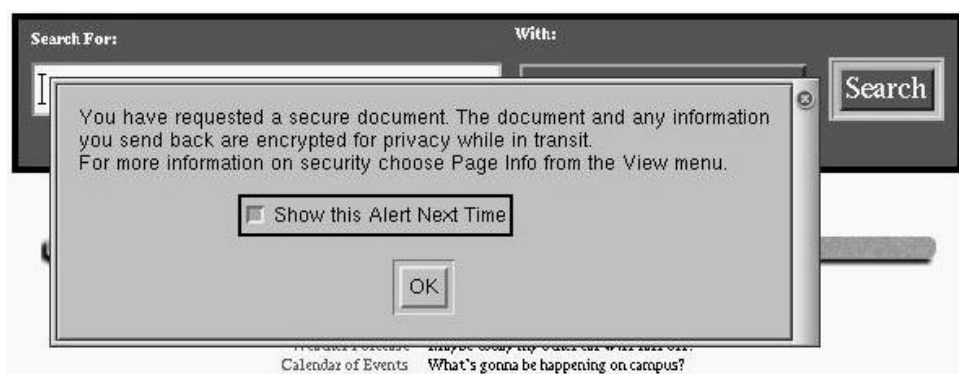 Search For:
With:
Search
You have requested a secure document. The document and any information
you send back are encrypted for privacy while in transit.
For more information on security choose Page Info from the View menu.
Show this Alert Next Time
OK
Calendar of Events What's gonna be happening on campus?